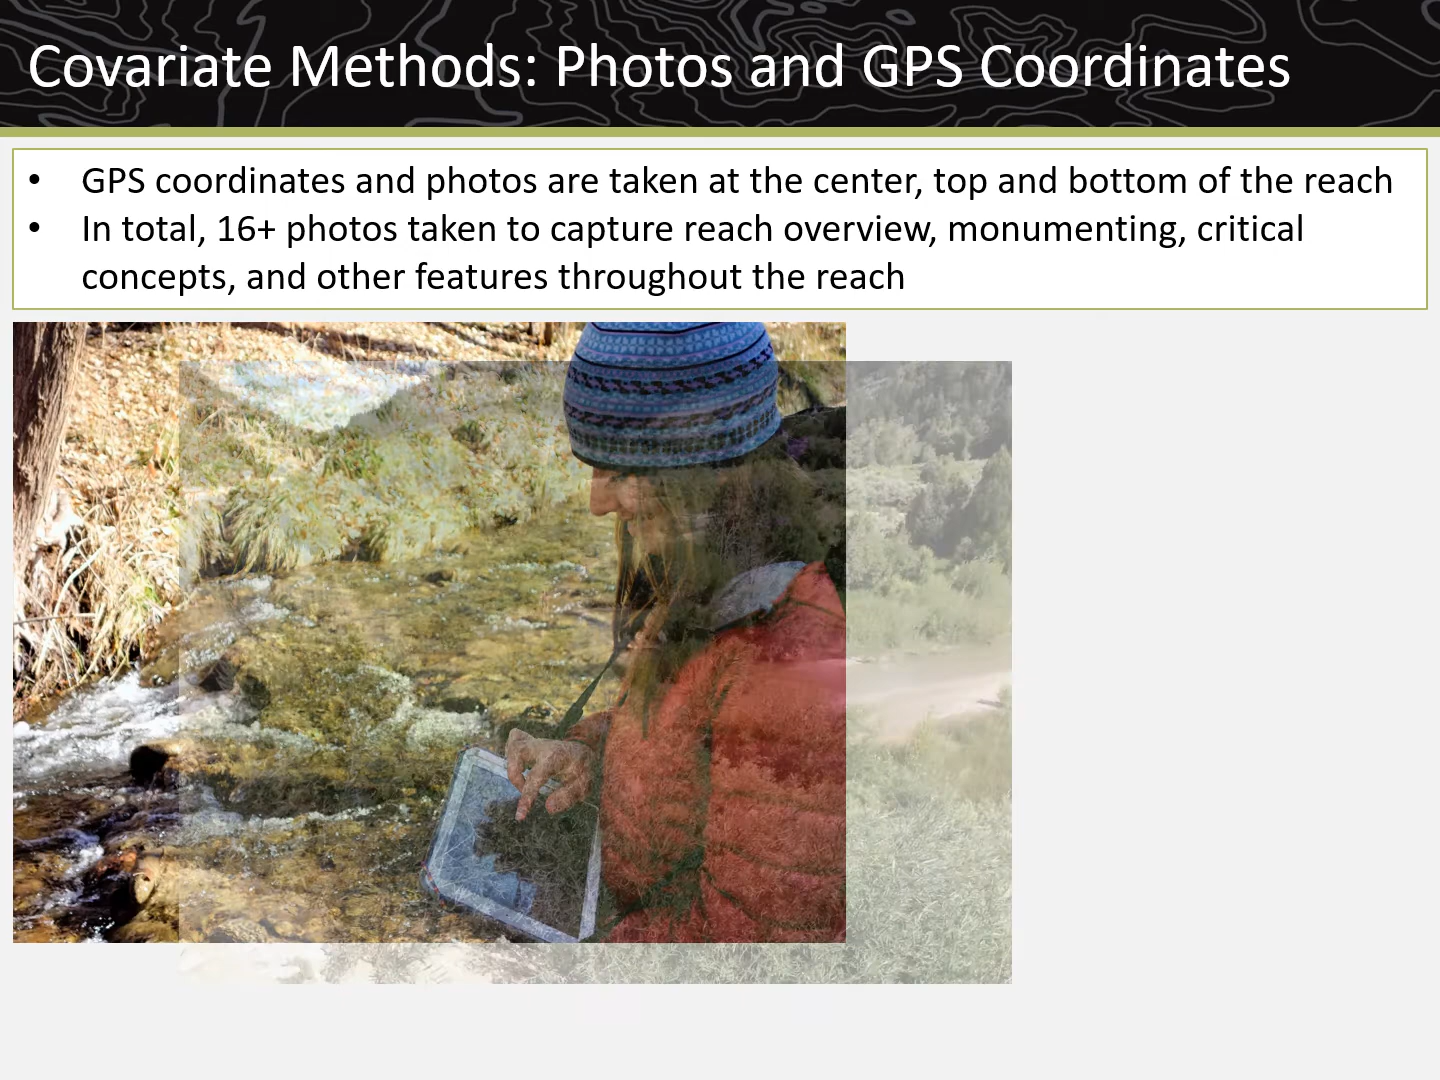 Covariate Methods: Photos and GPS Coordinates
• GPS coordinates and photos are taken at the center, top and bottom of the reach
• In total, 16+ photos taken to capture reach overview, monumenting, critical
concepts, and other features throughout the reach